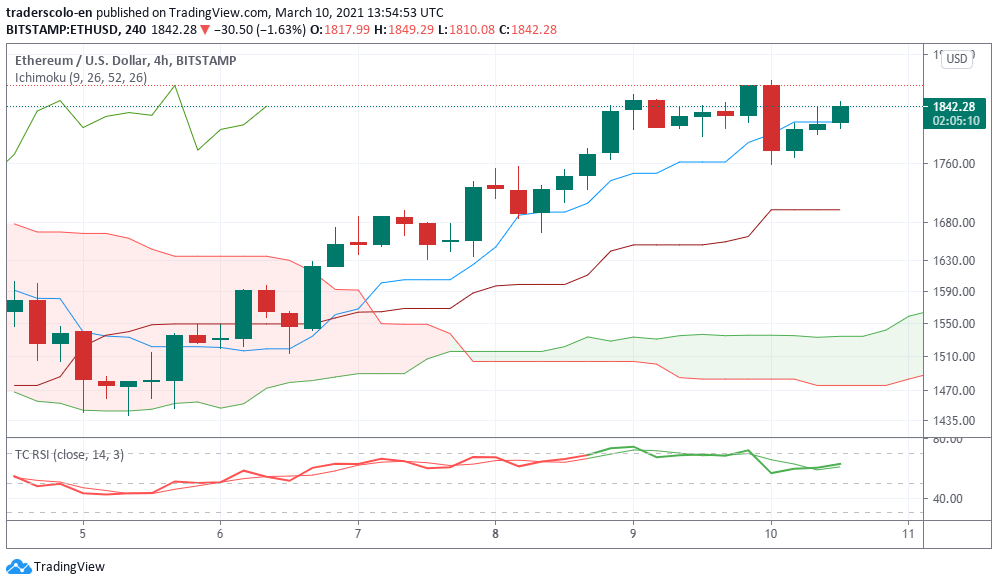 traderscolo-en published on TradingView.com, March 10, 2021 13:54:53 UTC
BITSTAMP:ETHUSD, 240 1842.28 ▼ −30.50 (−1.63%) O:1817.99 H:1849.29 L:1810.08 C:1842.28
Ethereum / U.S. Dollar, 4h, BITSTAMP
USD
Ichimoku (9, 26, 52, 26)
1842.28
02:05:10
1760.00
1680.00
1630.00
1590.00
1550.00
1510.00
1470.00
1435.00
80.00
TC RSI (close, 14, 3)
40.00
5 6 7 8 9 10 11
TradingView